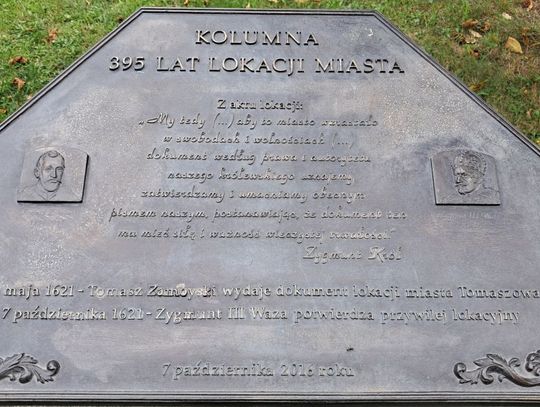 KOLUMNA
395 LAT LOKACJI MIASTA
Z aktu lokacji:
„My tedy (...) aby to miasto wzrastało
w swobodach i wolnościach (...)
dokument według prawa i autorytetu
naszego królewskiego uznajemy
zatwierdzamy i umacniamy obecnym
pismem naszym, postanawiając, że dokument ten
ma mieć siłę i ważność wieczystej trwałości."
Zygmunt Król
maja 1621 - Tomasz Zamoyski wydaje dokument lokacji miasta Tomaszowa
7 października 1621 - Zygmunt III Waza potwierdza przywilej lokacyjny
7 października 2016 roku